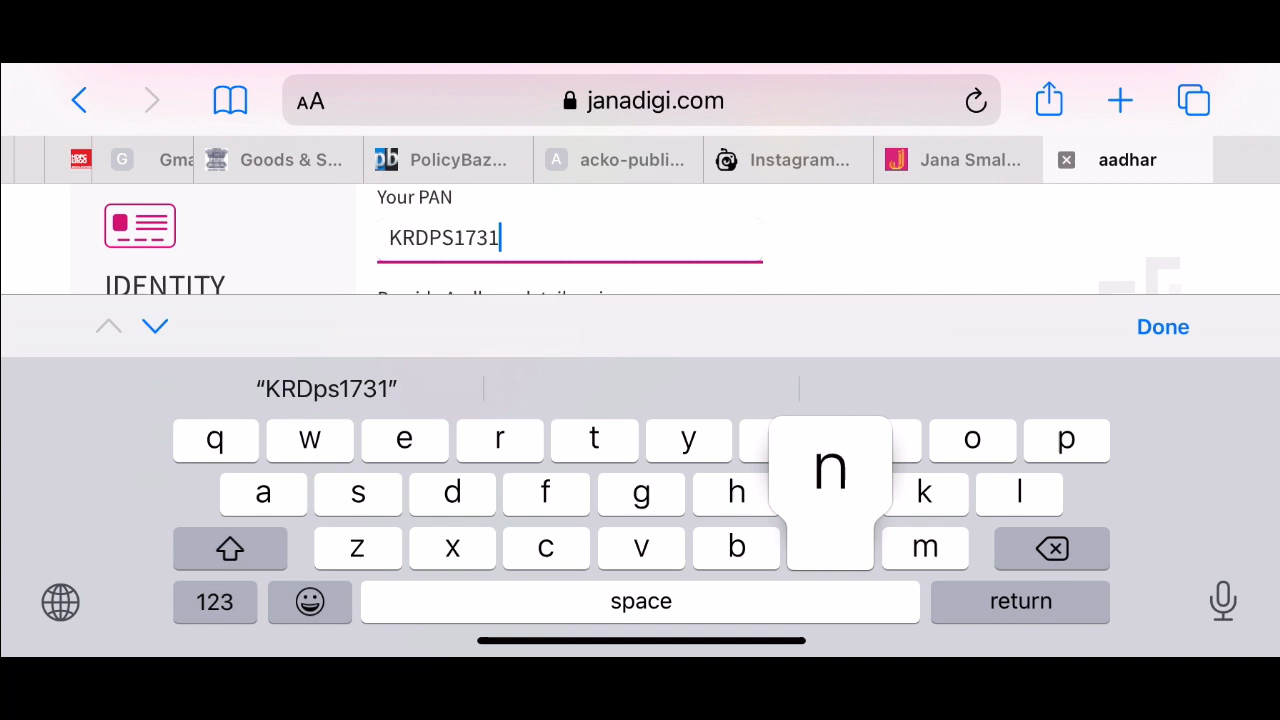 AA janadigi.com
G Gma Goods & S... pb PolicyBaz... A acko-publi... Instagram... Jana Smal... aadhar
Your PAN
KRDPS1731
IDENTITY
Done
“KRDps1731”
q w e r t y o p
a s d f g h n k l
z x c v b m
123 space return